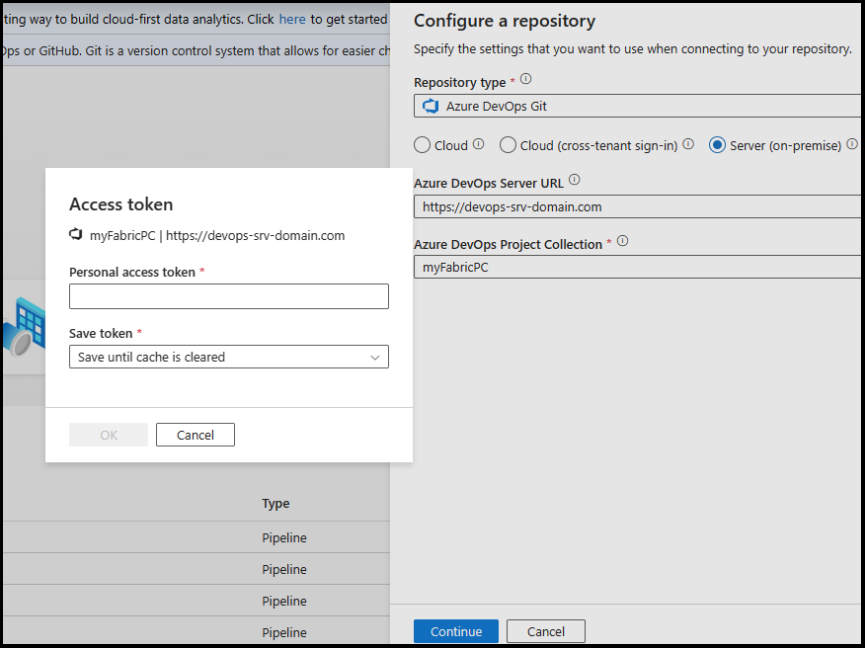 ting way to build cloud-first data analytics. Click here to get started
Ops or GitHub. Git is a version control system that allows for easier
Configure a repository
Specify the settings that you want to use when connecting to your repository.
Repository type *
Azure DevOps Git
Cloud
Cloud (cross-tenant sign-in)
Server (on-premise)
Azure DevOps Server URL
https://devops-srv-domain.com
Azure DevOps Project Collection *
myFabricPC
Access token
myFabricPC | https://devops-srv-domain.com
Personal access token *
Save token *
Save until cache is cleared
OK
Cancel
Type
Pipeline
Pipeline
Pipeline
Pipeline
Continue
Cancel